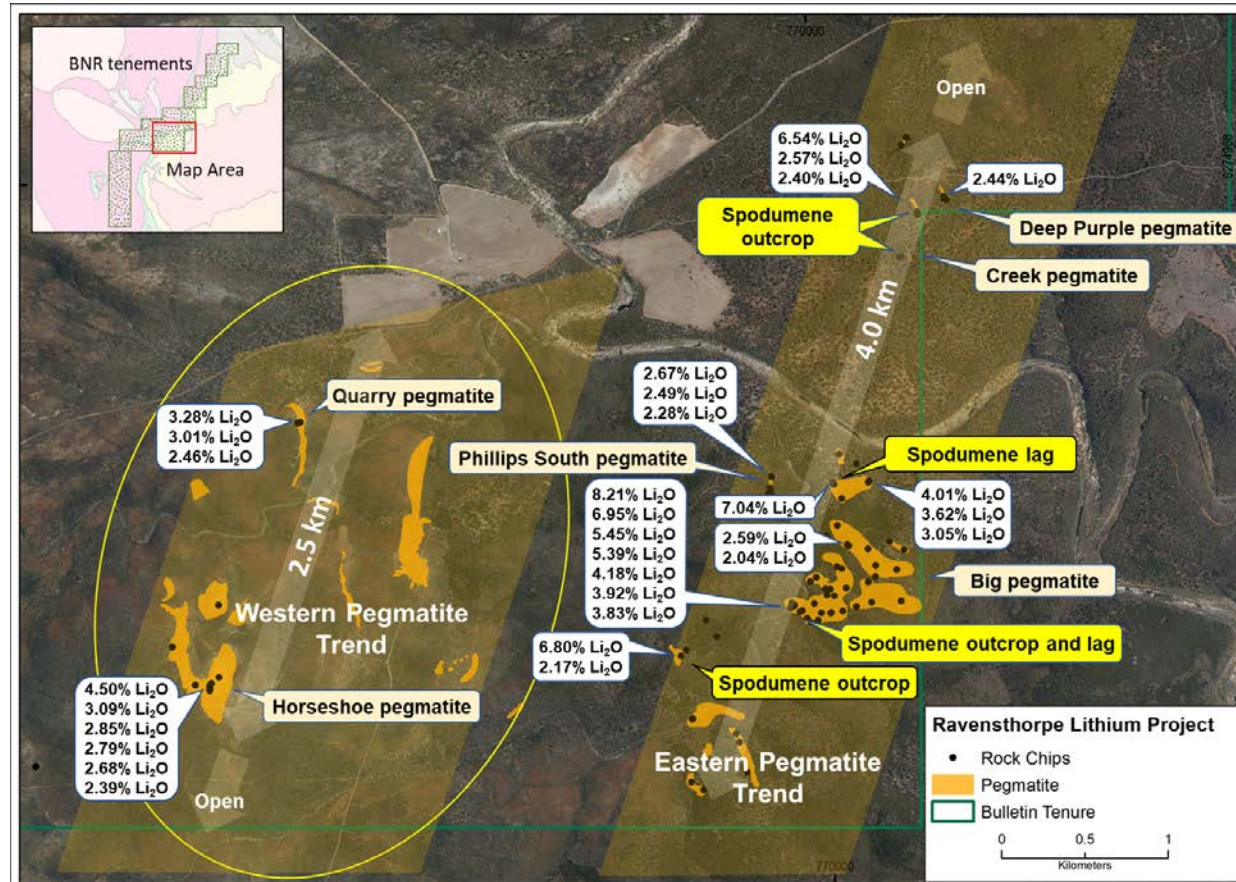 BNR tenements
Map Area
770000
6274000
Open
6.54% Li₂O
2.57% Li₂O
2.40% Li₂O
2.44% Li₂O
Spodumene
outcrop
Deep Purple pegmatite
Creek pegmatite
4.0 km
Quarry pegmatite
3.28% Li₂O
3.01% Li₂O
2.46% Li₂O
2.67% Li₂O
2.49% Li₂O
2.28% Li₂O
Phillips South pegmatite
Spodumene lag
7.04% Li₂O
4.01% Li₂O
3.62% Li₂O
3.05% Li₂O
8.21% Li₂O
6.95% Li₂O
5.45% Li₂O
5.39% Li₂O
4.18% Li₂O
3.92% Li₂O
3.83% Li₂O
2.59% Li₂O
2.04% Li₂O
2.5 km
Big pegmatite
Western Pegmatite
Trend
Spodumene outcrop and lag
6.80% Li₂O
2.17% Li₂O
Spodumene outcrop
4.50% Li₂O
3.09% Li₂O
2.85% Li₂O
2.79% Li₂O
2.68% Li₂O
2.39% Li₂O
Horseshoe pegmatite
Open
Eastern Pegmatite
Trend
770000
Ravensthorpe Lithium Project
Rock Chips
Pegmatite
Bulletin Tenure
0 0.5 1
Kilometers